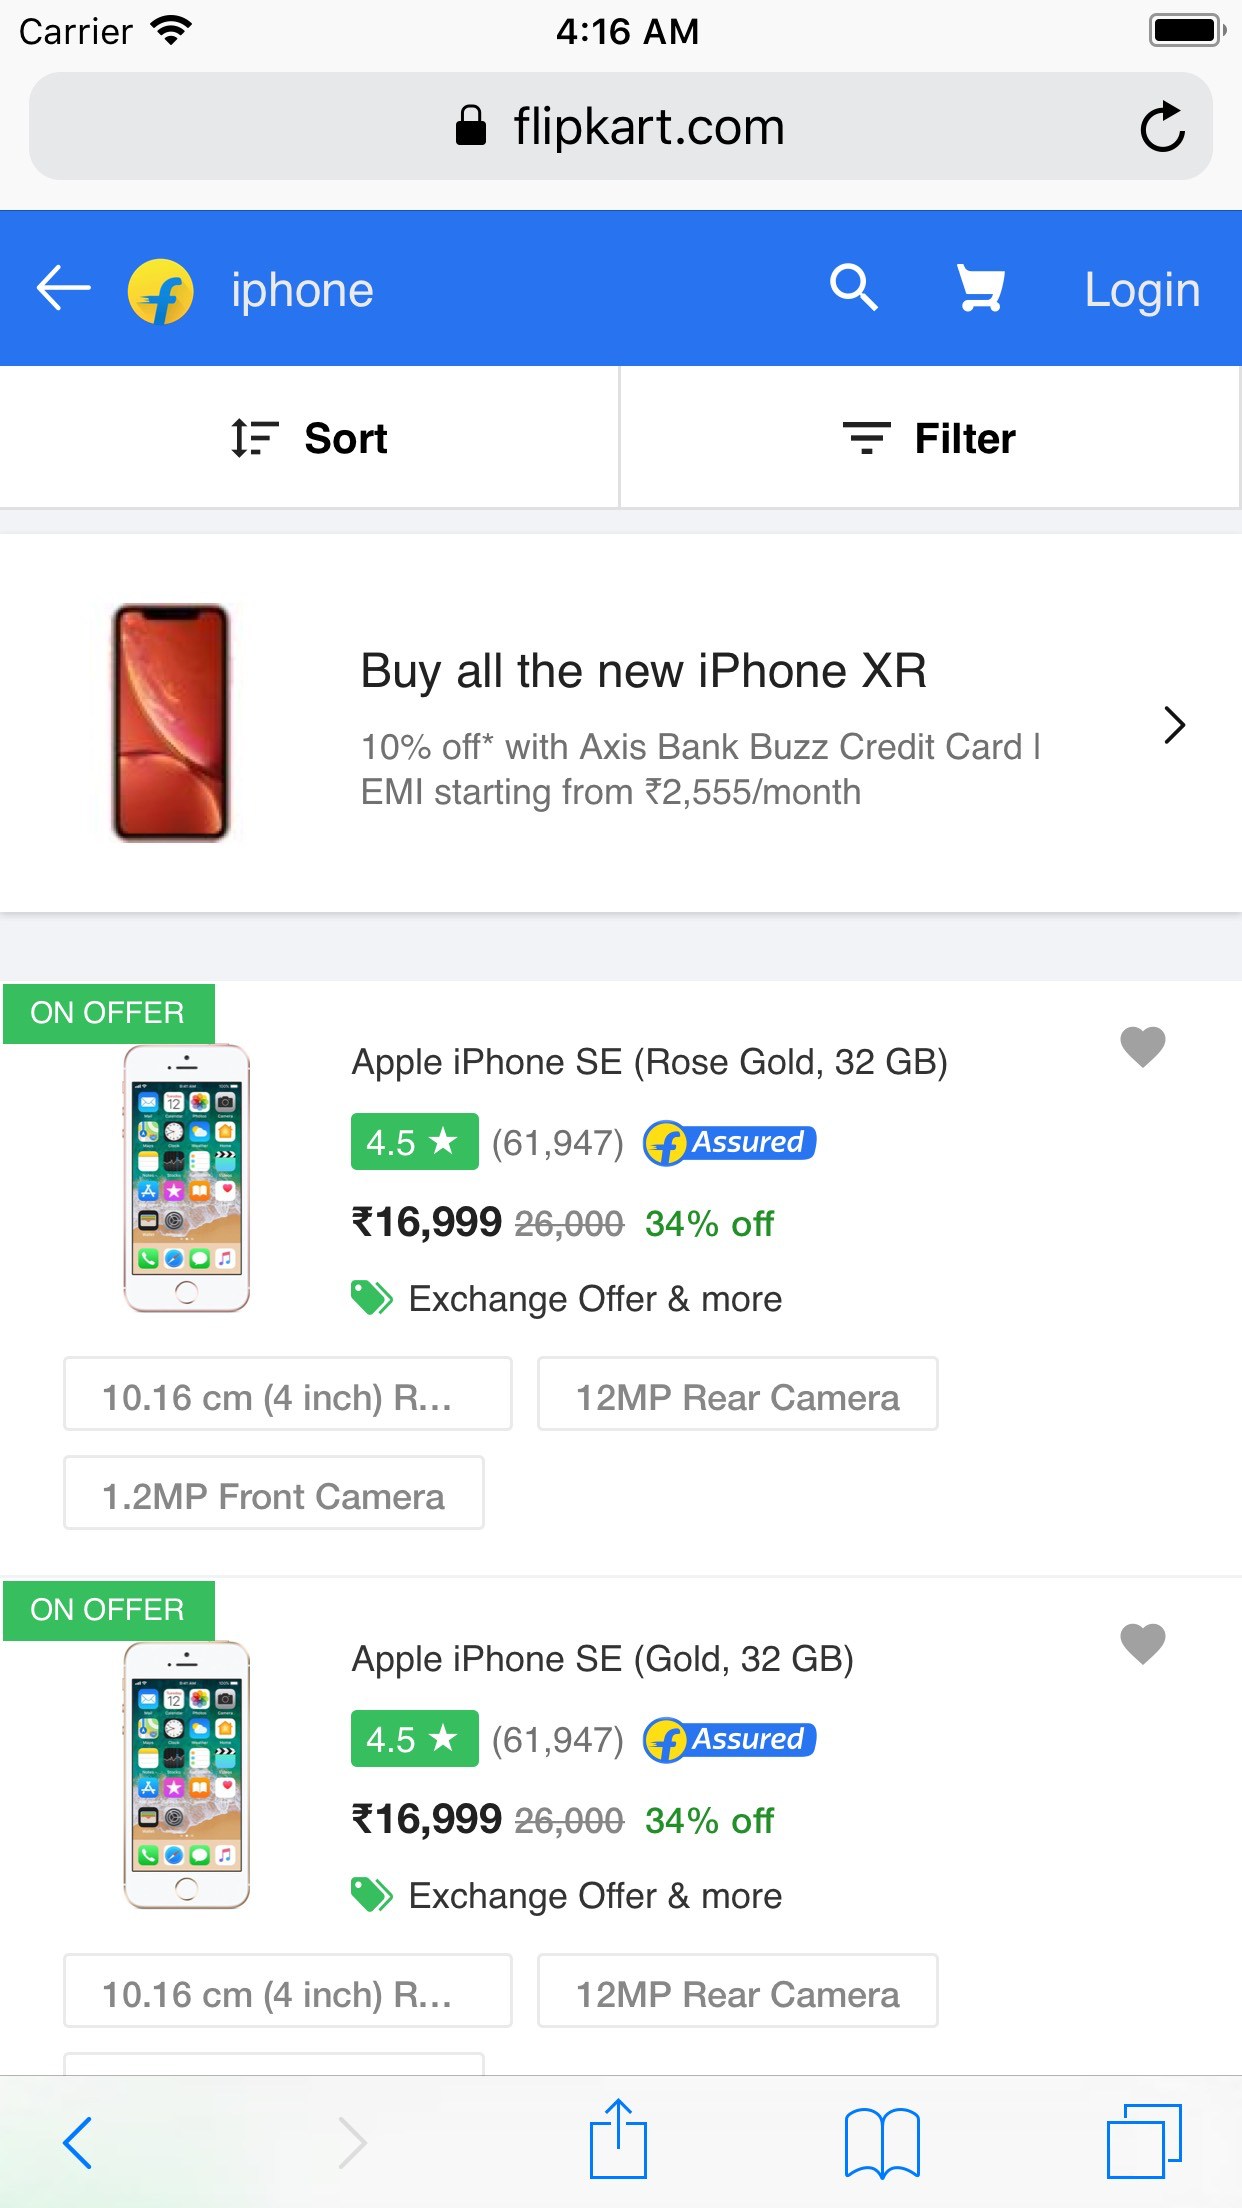 Carrier 4:16 AM
flipkart.com
iphone Login
Sort Filter
Buy all the new iPhone XR
10% off* with Axis Bank Buzz Credit Card |
EMI starting from ₹2,555/month
ON OFFER
Apple iPhone SE (Rose Gold, 32 GB)
4.5 ★ (61,947) Assured
₹16,999 26,000 34% off
Exchange Offer & more
10.16 cm (4 inch) R... 12MP Rear Camera
1.2MP Front Camera
ON OFFER
Apple iPhone SE (Gold, 32 GB)
4.5 ★ (61,947) Assured
₹16,999 26,000 34% off
Exchange Offer & more
10.16 cm (4 inch) R... 12MP Rear Camera